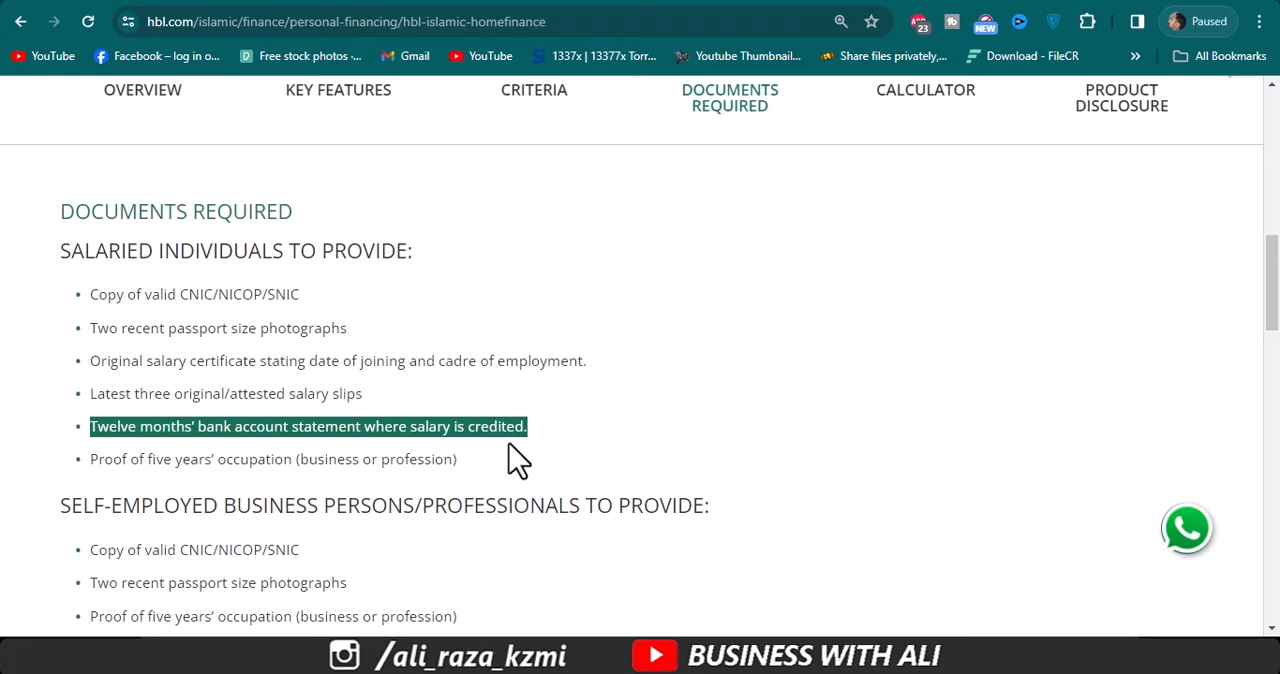 hbl.com/islamic/finance/personal-financing/hbl-islamic-homefinance
23
NEW
Paused
YouTube
Facebook – log in o...
Free stock photos -...
Gmail
YouTube
1337x | 13377x Torr...
Youtube Thumbnail...
Share files privately,...
Download - FileCR
»
All Bookmarks
OVERVIEW
KEY FEATURES
CRITERIA
DOCUMENTS REQUIRED
CALCULATOR
PRODUCT DISCLOSURE
DOCUMENTS REQUIRED
SALARIED INDIVIDUALS TO PROVIDE:
• Copy of valid CNIC/NICOP/SNIC
• Two recent passport size photographs
• Original salary certificate stating date of joining and cadre of employment.
• Latest three original/attested salary slips
• Twelve months’ bank account statement where salary is credited.
• Proof of five years’ occupation (business or profession)
SELF-EMPLOYED BUSINESS PERSONS/PROFESSIONALS TO PROVIDE:
• Copy of valid CNIC/NICOP/SNIC
• Two recent passport size photographs
• Proof of five years’ occupation (business or profession)
/ali_raza_kzmi
BUSINESS WITH ALI